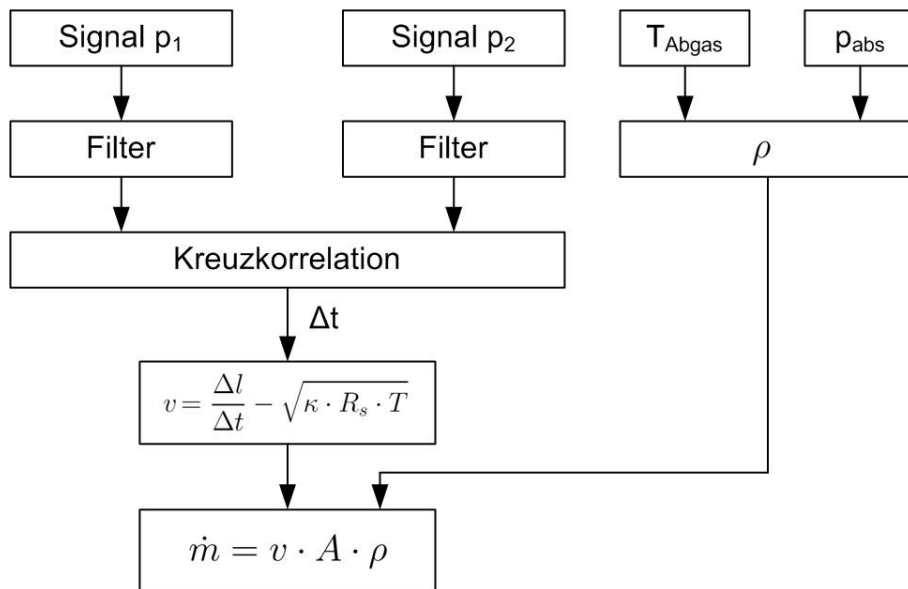 Signal p₁
Signal p₂
T_Abgas
p_abs
Filter
Filter
ρ
Kreuzkorrelation
Δt
v = Δl/Δt − √(κ · R_s · T)
ṁ = v · A · ρ